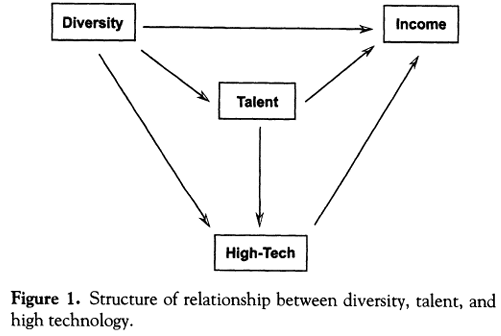 Diversity
Income
Talent
High-Tech
Figure 1. Structure of relationship between diversity, talent, and
high technology.